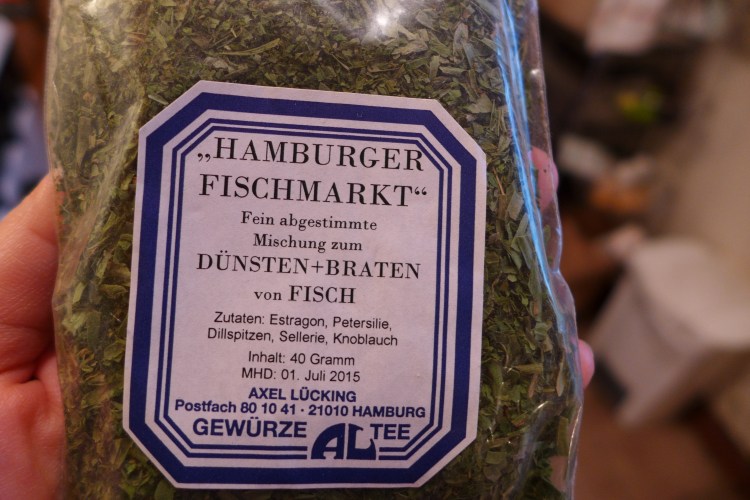 „HAMBURGER
FISCHMARKT“
Fein abgestimmte
Mischung zum
DÜNSTEN+BRATEN
von FISCH
Zutaten: Estragon, Petersilie,
Dillspitzen, Sellerie, Knoblauch
Inhalt: 40 Gramm
MHD: 01. Juli 2015
AXEL LÜCKING
Postfach 80 10 41 · 21010 HAMBURG
GEWÜRZE AL TEE